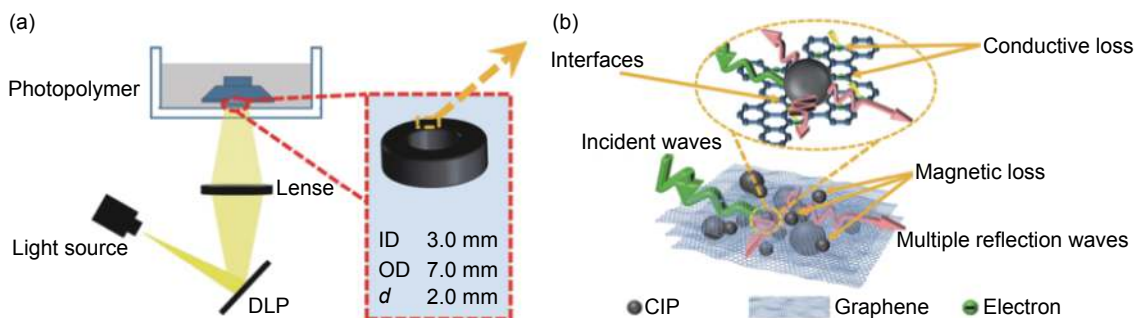 (a)
Photopolymer
Lense
Light source
DLP
ID 3.0 mm
OD 7.0 mm
d 2.0 mm
(b)
Interfaces
Conductive loss
Incident waves
Magnetic loss
Multiple reflection waves
CIP
Graphene
Electron